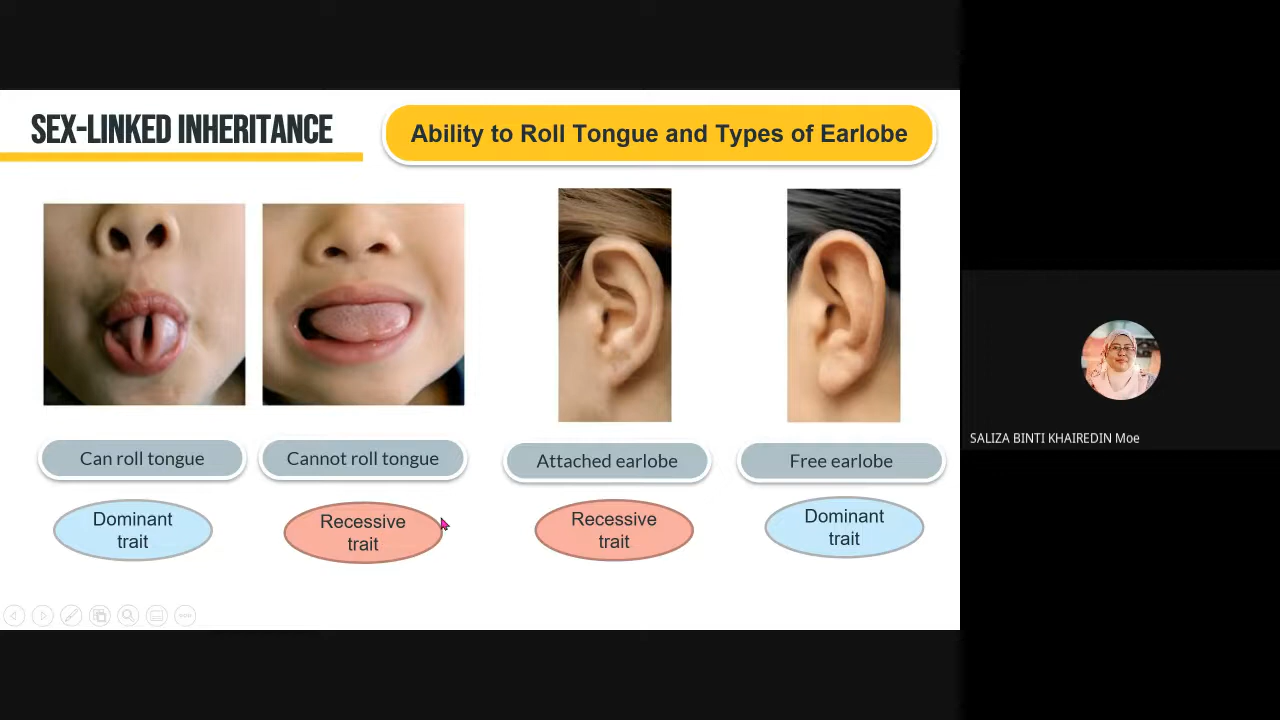 SEX-LINKED INHERITANCE
Ability to Roll Tongue and Types of Earlobe
Can roll tongue
Cannot roll tongue
Attached earlobe
Free earlobe
Dominant
trait
Recessive
trait
Recessive
trait
Dominant
trait
SALIZA BINTI KHAIREDIN Moe